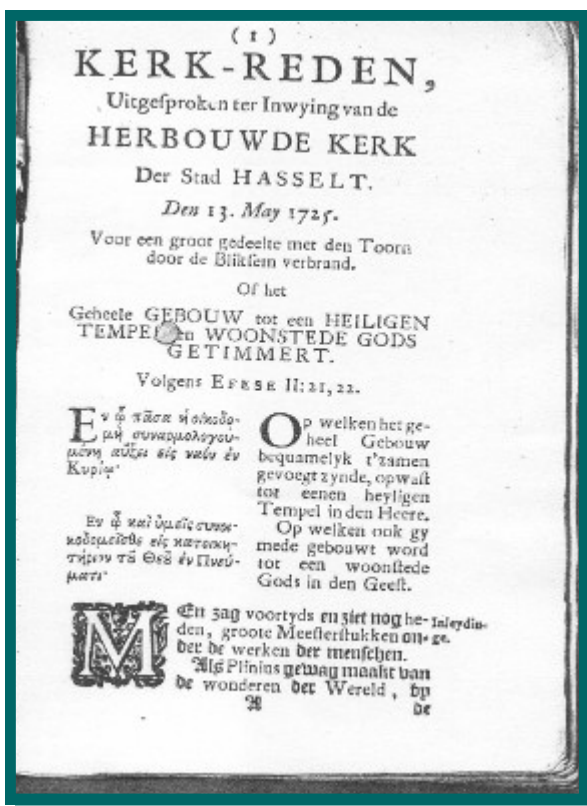 (1)
KERK-REDEN,
Uitgesproken ter Inwying van de
HERBOUWDE KERK
Der Stad HASSELT.
Den 13. May 1725.
Voor een groot gedeelte met den Toorn
door de Bliksem verbrand.
Of het
Geheele GEBOUW tot een HEILIGEN
TEMPEL en WOONSTEDE GODS
GETIMMERT.
Volgens EFESE II: 21, 22.
Εν ᾧ πᾶσα ἡ οἰκοδο-
μὴ συναρμολογου-
μένη αὔξει εἰς ναὸν ἐν
Κυρίῳ·
Εν ᾧ καὶ ὑμεῖς συνοι-
κοδομεῖσθε εἰς κατοικη-
τήριον τῦ Θεῦ ἐν Πνεύ-
ματι·
Op welken het ge-
heel Gebouw
bequamelyk t'zamen
gevoegt zynde, opwast
tot eenen heyligen
Tempel in den Heere.
Op welken ook gy
mede gebouwt word
tot een woonstede
Gods in den Geest.
MEn zag voortyds en ziet nog he-
den, groote Meesterstukken on-
der de werken der menschen.
Als Plinius gewag maakt van
de wonderen der Wereld, by
Inleydin-
ge.
A
de